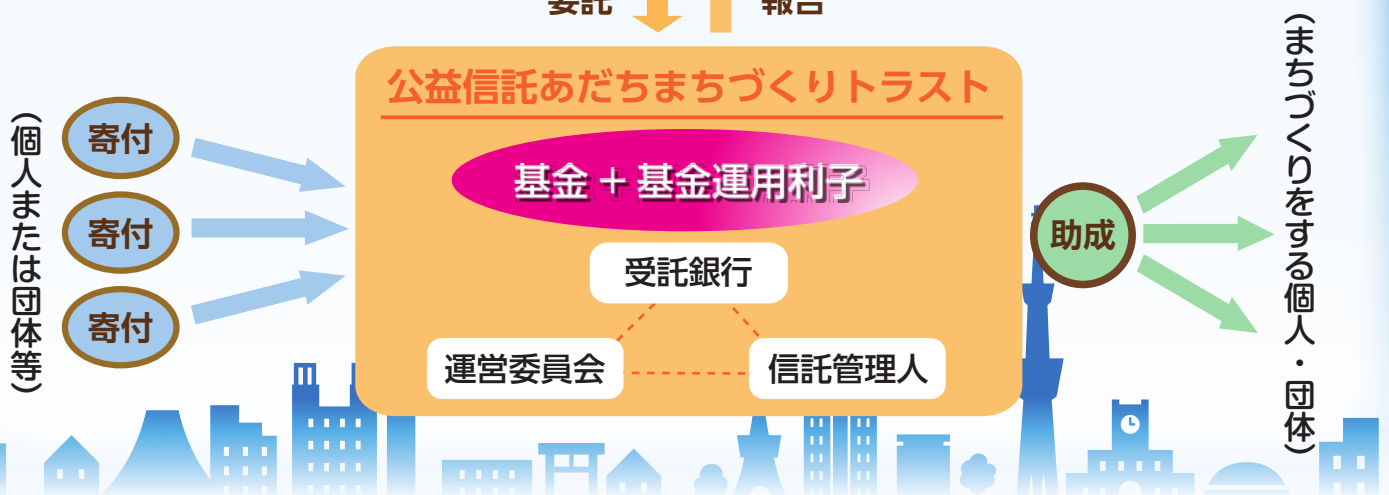 委託
報告
公益信託あだちまちづくりトラスト
基金 + 基金運用利子
受託銀行
運営委員会
信託管理人
(個人または団体等)
寄付
寄付
寄付
助成
(まちづくりをする個人・団体)